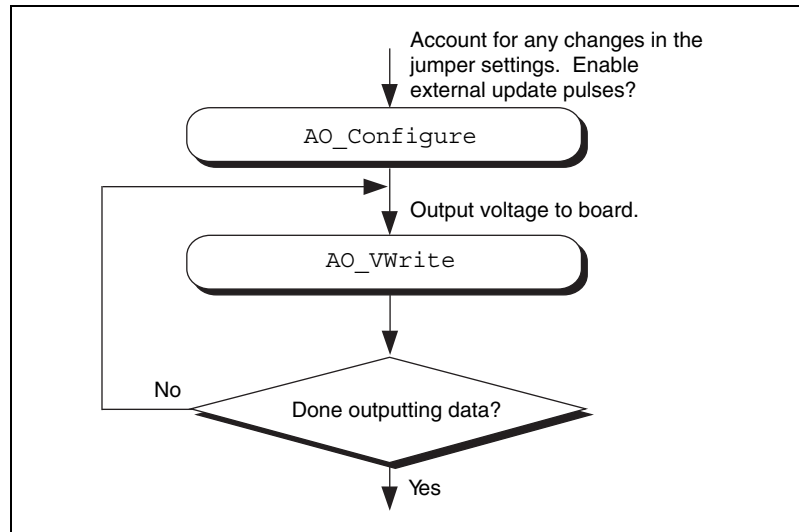 Account for any changes in the
jumper settings.  Enable
external update pulses?
AO_Configure
Output voltage to board.
AO_VWrite
No
Done outputting data?
Yes